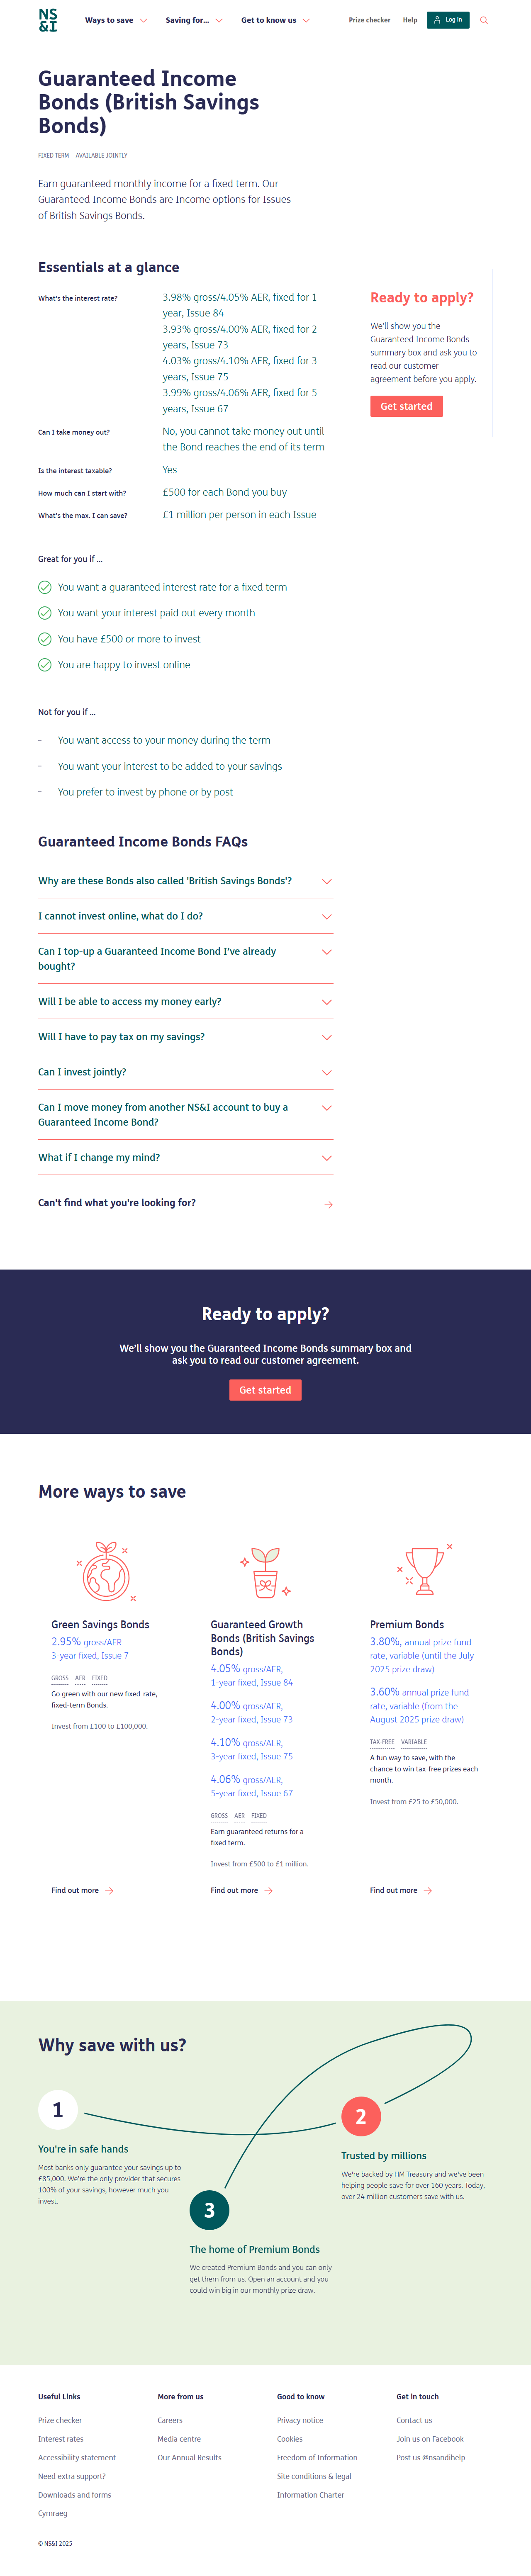 NS
&I
Ways to save
Saving for...
Get to know us
Prize checker
Help
Log in
Guaranteed Income
Bonds (British Savings
Bonds)
FIXED TERM
AVAILABLE JOINTLY
Earn guaranteed monthly income for a fixed term. Our
Guaranteed Income Bonds are Income options for Issues
of British Savings Bonds.
Essentials at a glance
What's the interest rate?
3.98% gross/4.05% AER, fixed for 1
year, Issue 84
3.93% gross/4.00% AER, fixed for 2
years, Issue 73
4.03% gross/4.10% AER, fixed for 3
years, Issue 75
3.99% gross/4.06% AER, fixed for 5
years, Issue 67
Can I take money out?
No, you cannot take money out until
the Bond reaches the end of its term
Is the interest taxable?
Yes
How much can I start with?
£500 for each Bond you buy
What's the max. I can save?
£1 million per person in each Issue
Ready to apply?
We'll show you the
Guaranteed Income Bonds
summary box and ask you to
read our customer
agreement before you apply.
Get started
Great for you if ...
You want a guaranteed interest rate for a fixed term
You want your interest paid out every month
You have £500 or more to invest
You are happy to invest online
Not for you if ...
– You want access to your money during the term
– You want your interest to be added to your savings
– You prefer to invest by phone or by post
Guaranteed Income Bonds FAQs
Why are these Bonds also called 'British Savings Bonds'?
I cannot invest online, what do I do?
Can I top-up a Guaranteed Income Bond I've already
bought?
Will I be able to access my money early?
Will I have to pay tax on my savings?
Can I invest jointly?
Can I move money from another NS&I account to buy a
Guaranteed Income Bond?
What if I change my mind?
Can't find what you're looking for?
Ready to apply?
We'll show you the Guaranteed Income Bonds summary box and
ask you to read our customer agreement.
Get started
More ways to save
Green Savings Bonds
2.95% gross/AER
3-year fixed, Issue 7
GROSS
AER
FIXED
Go green with our new fixed-rate,
fixed-term Bonds.
Invest from £100 to £100,000.
Find out more
Guaranteed Growth
Bonds (British Savings
Bonds)
4.05% gross/AER,
1-year fixed, Issue 84
4.00% gross/AER,
2-year fixed, Issue 73
4.10% gross/AER,
3-year fixed, Issue 75
4.06% gross/AER,
5-year fixed, Issue 67
GROSS
AER
FIXED
Earn guaranteed returns for a
fixed term.
Invest from £500 to £1 million.
Find out more
Premium Bonds
3.80%, annual prize fund
rate, variable (until the July
2025 prize draw)
3.60% annual prize fund
rate, variable (from the
August 2025 prize draw)
TAX-FREE
VARIABLE
A fun way to save, with the
chance to win tax-free prizes each
month.
Invest from £25 to £50,000.
Find out more
Why save with us?
1
You're in safe hands
Most banks only guarantee your savings up to
£85,000. We're the only provider that secures
100% of your savings, however much you
invest.
2
Trusted by millions
We're backed by HM Treasury and we've been
helping people save for over 160 years. Today,
over 24 million customers save with us.
3
The home of Premium Bonds
We created Premium Bonds and you can only
get them from us. Open an account and you
could win big in our monthly prize draw.
Useful Links
Prize checker
Interest rates
Accessibility statement
Need extra support?
Downloads and forms
Cymraeg
More from us
Careers
Media centre
Our Annual Results
Good to know
Privacy notice
Cookies
Freedom of Information
Site conditions & legal
Information Charter
Get in touch
Contact us
Join us on Facebook
Post us @nsandihelp
© NS&I 2025